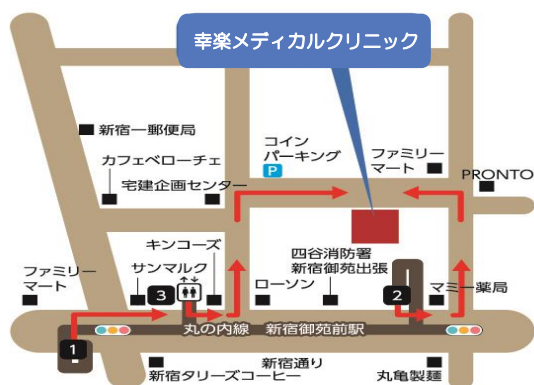 幸楽メディカルクリニック
新宿一郵便局
コイン
パーキング
P
ファミリー
マート
カフェベローチェ
宅建企画センター
PRONTO
キンコーズ
四谷消防署
新宿御苑出張
ファミリー
マート
サンマルク
3
ローソン
2
マミー薬局
1
丸の内線 新宿御苑前駅
新宿タリーズコーヒー
新宿通り
丸亀製麺